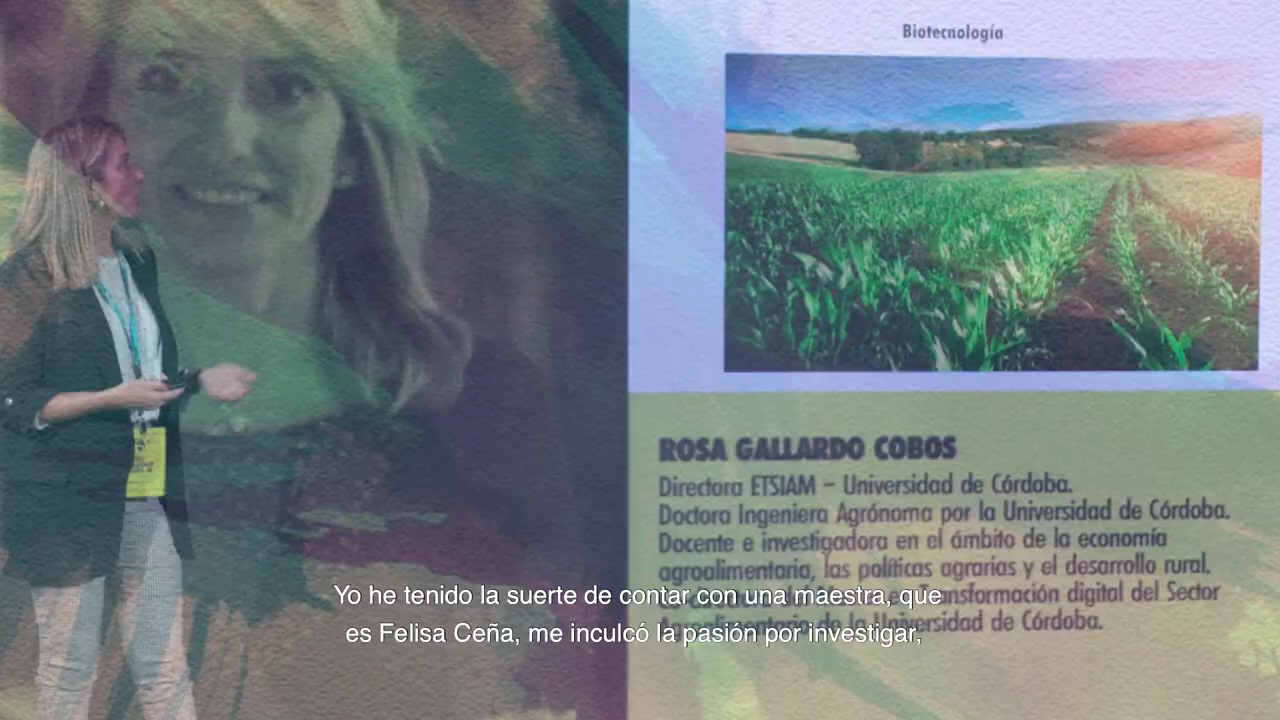 Biotecnología
ROSA GALLARDO COBOS
Directora ETSIAM – Universidad de Córdoba.
Doctora Ingeniera Agrónoma por la Universidad de Córdoba.
Docente e investigadora en el ámbito de la economía
agroalimentaria, las políticas agrarias y el desarrollo rural.
Transformación digital del Sector
Agroalimentario de la Universidad de Córdoba.
Yo he tenido la suerte de contar con una maestra, que
es Felisa Ceña, me inculcó la pasión por investigar,